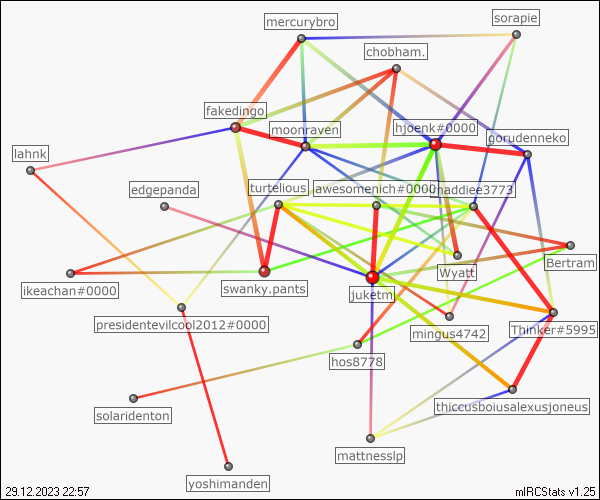 mercurybro
sorapie
chobham.
fakedingo
moonraven
hjoenk#0000
gorudenneko
lahnk
edgepanda
turtelious
awesomenich#0000
haddiee3773
ikeachan#0000
swanky.pants
juketm
Wyatt
Bertram
presidentevilcool2012#0000
mingus4742
Thinker#5995
hos8778
solaridenton
thiccusboiusalexusjoneus
mattnesslp
yoshimanden
29.12.2023 22:57
mIRCStats v1.25